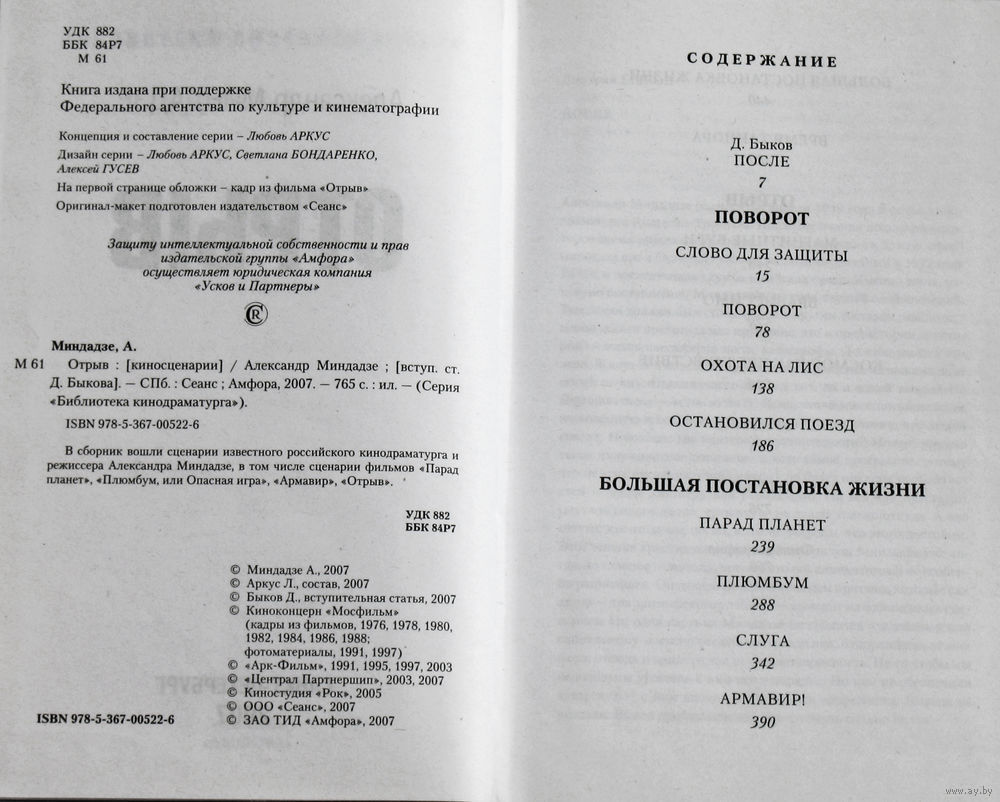 УДК 882
ББК 84Р7
М 61
Книга издана при поддержке
Федерального агентства по культуре и кинематографии
Концепция и составление серии – Любовь АРКУС
Дизайн серии – Любовь АРКУС, Светлана БОНДАРЕНКО,
Алексей ГУСЕВ
На первой странице обложки – кадр из фильма «Отрыв»
Оригинал-макет подготовлен издательством «Сеанс»
Защиту интеллектуальной собственности и прав
издательской группы «Амфора»
осуществляет юридическая компания
«Усков и Партнеры»
Миндадзе, А.
М 61 Отрыв : [киносценарии] / Александр Миндадзе ; [вступ. ст.
Д. Быкова]. – СПб. : Сеанс ; Амфора, 2007. – 765 с. : ил. – (Серия
«Библиотека кинодраматурга»).
ISBN 978-5-367-00522-6
В сборник вошли сценарии известного российского кинодраматурга и
режиссера Александра Миндадзе, в том числе сценарии фильмов «Парад
планет», «Плюмбум, или Опасная игра», «Армавир», «Отрыв».
УДК 882
ББК 84Р7
© Миндадзе А., 2007
© Аркус Л., состав, 2007
© Быков Д., вступительная статья, 2007
© Киноконцерн «Мосфильм»
(кадры из фильмов, 1976, 1978, 1980,
1982, 1984, 1986, 1988;
фотоматериалы, 1991, 1997)
© «Арк-Фильм», 1991, 1995, 1997, 2003
© «Централ Партнершип», 2003, 2007
© Киностудия «Рок», 2005
© ООО «Сеанс», 2007
ISBN 978-5-367-00522-6 © ЗАО ТИД «Амфора», 2007
СОДЕРЖАНИЕ
Д. Быков
ПОСЛЕ
7
ПОВОРОТ
СЛОВО ДЛЯ ЗАЩИТЫ
15
ПОВОРОТ
78
ОХОТА НА ЛИС
138
ОСТАНОВИЛСЯ ПОЕЗД
186
БОЛЬШАЯ ПОСТАНОВКА ЖИЗНИ
ПАРАД ПЛАНЕТ
239
ПЛЮМБУМ
288
СЛУГА
342
АРМАВИР!
390
www.ay.by